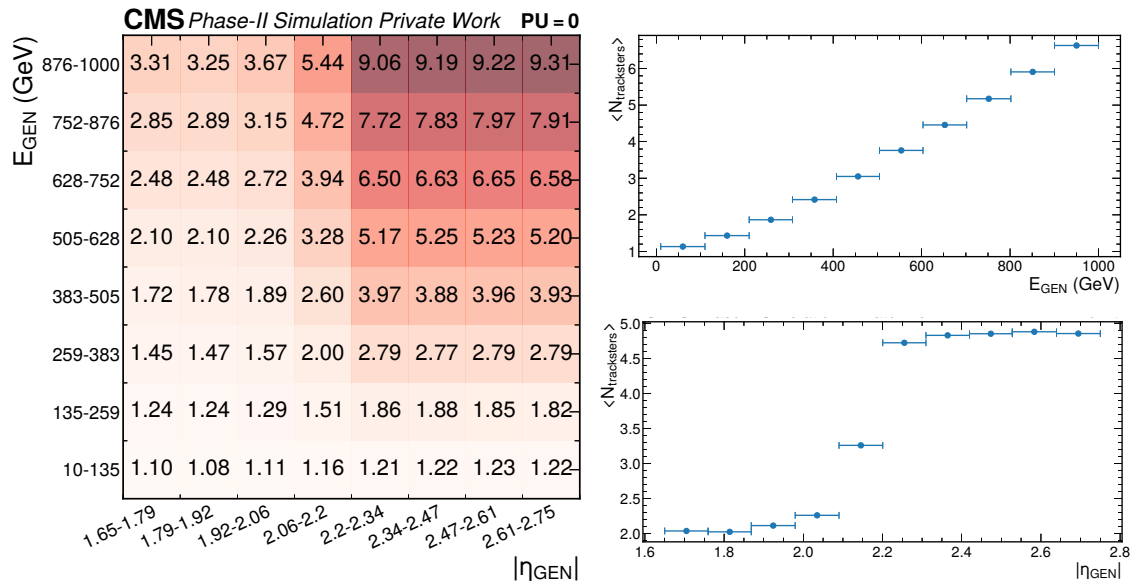 CMS Phase-II Simulation Private Work PU = 0
E_GEN (GeV)
876-1000 3.31 3.25 3.67 5.44 9.06 9.19 9.22 9.31
752-876 2.85 2.89 3.15 4.72 7.72 7.83 7.97 7.91
628-752 2.48 2.48 2.72 3.94 6.50 6.63 6.65 6.58
505-628 2.10 2.10 2.26 3.28 5.17 5.25 5.23 5.20
383-505 1.72 1.78 1.89 2.60 3.97 3.88 3.96 3.93
259-383 1.45 1.47 1.57 2.00 2.79 2.77 2.79 2.79
135-259 1.24 1.24 1.29 1.51 1.86 1.88 1.85 1.82
10-135 1.10 1.08 1.11 1.16 1.21 1.22 1.23 1.22
1.65-1.79 1.79-1.92 1.92-2.06 2.06-2.2 2.2-2.34 2.34-2.47 2.47-2.61 2.61-2.75
|η_GEN|
<N_tracksters>
6
5
4
3
2
1
0 200 400 600 800 1000
E_GEN (GeV)
<N_tracksters>
5.0
4.5
4.0
3.5
3.0
2.5
2.0
1.6 1.8 2.0 2.2 2.4 2.6 2.8
|η_GEN|